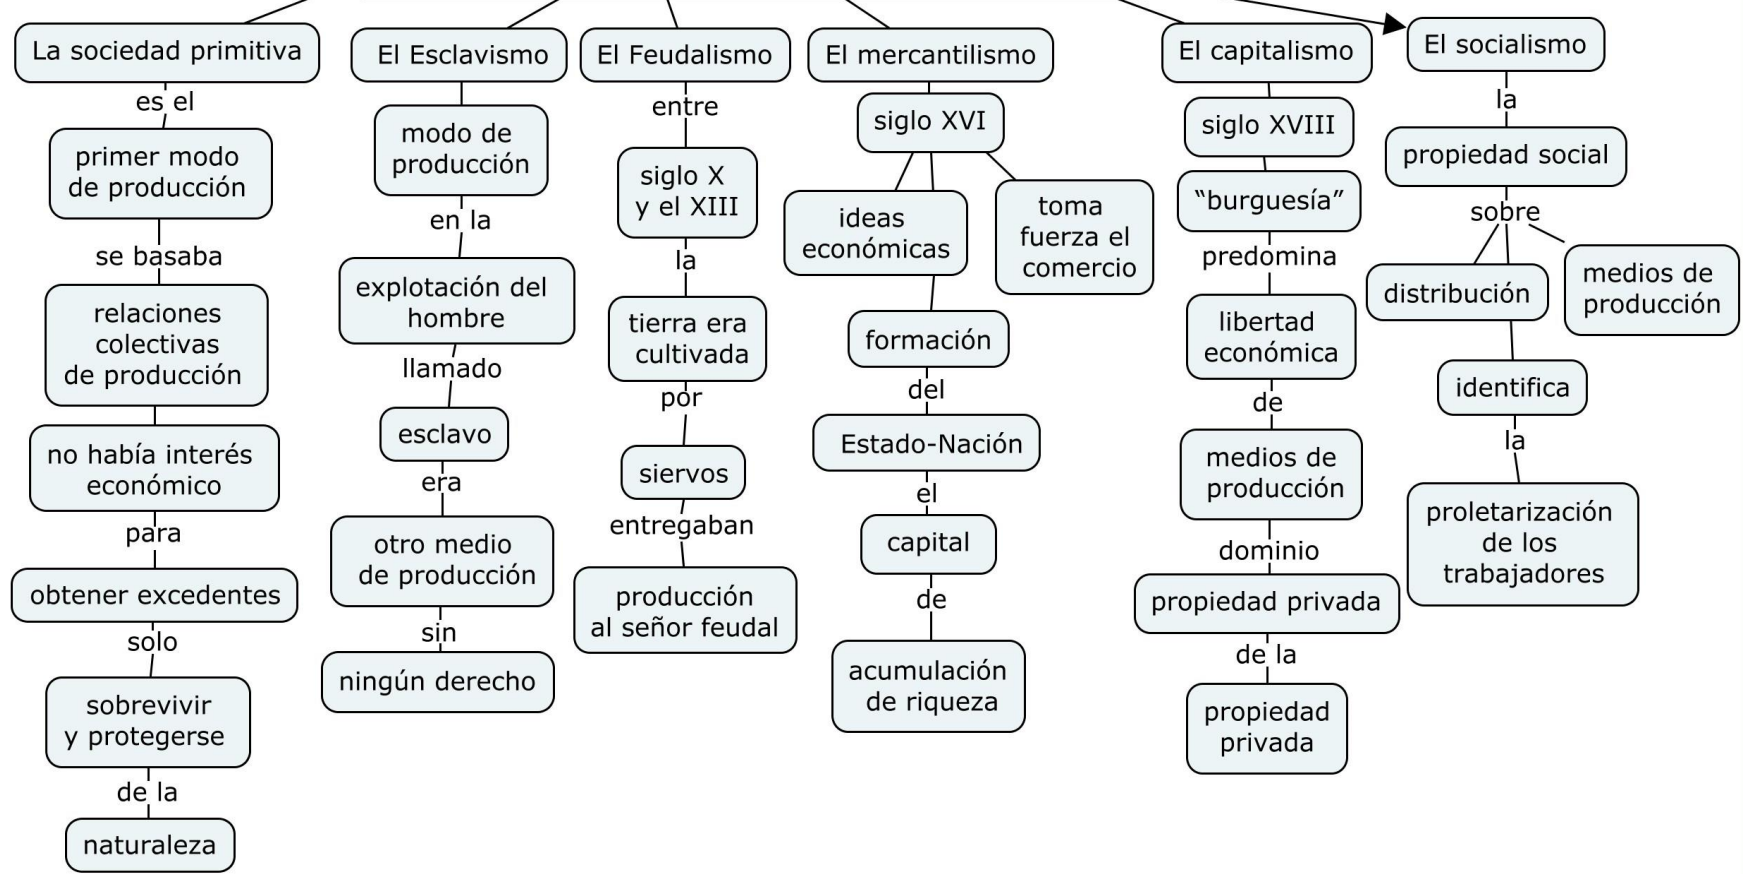 La sociedad primitiva
es el
primer modo
de producción
se basaba
relaciones
colectivas
de producción
no había interés
económico
para
obtener excedentes
solo
sobrevivir
y protegerse
de la
naturaleza
El Esclavismo
modo de
producción
en la
explotación del
hombre
llamado
esclavo
era
otro medio
de producción
sin
ningún derecho
El Feudalismo
entre
siglo X
y el XIII
la
tierra era
cultivada
por
siervos
entregaban
producción
al señor feudal
El mercantilismo
siglo XVI
ideas
económicas
toma
fuerza el
comercio
formación
del
Estado-Nación
el
capital
de
acumulación
de riqueza
El capitalismo
siglo XVIII
“burguesía”
predomina
libertad
económica
de
medios de
producción
dominio
propiedad privada
de la
propiedad
privada
El socialismo
la
propiedad social
sobre
distribución
medios de
producción
identifica
la
proletarización
de los
trabajadores